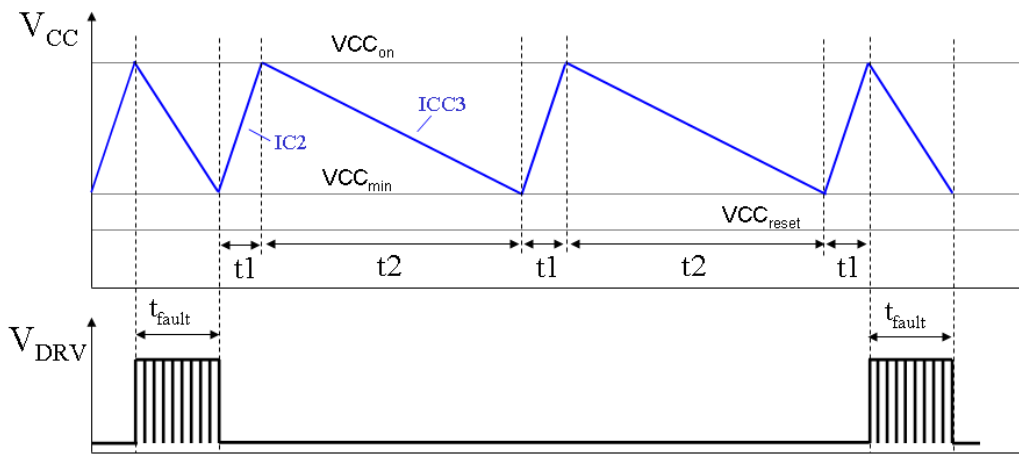 VCC
VCCon
ICC3
IC2
VCCmin
VCCreset
t1
t2
t1
t2
t1
tfault
tfault
VDRV